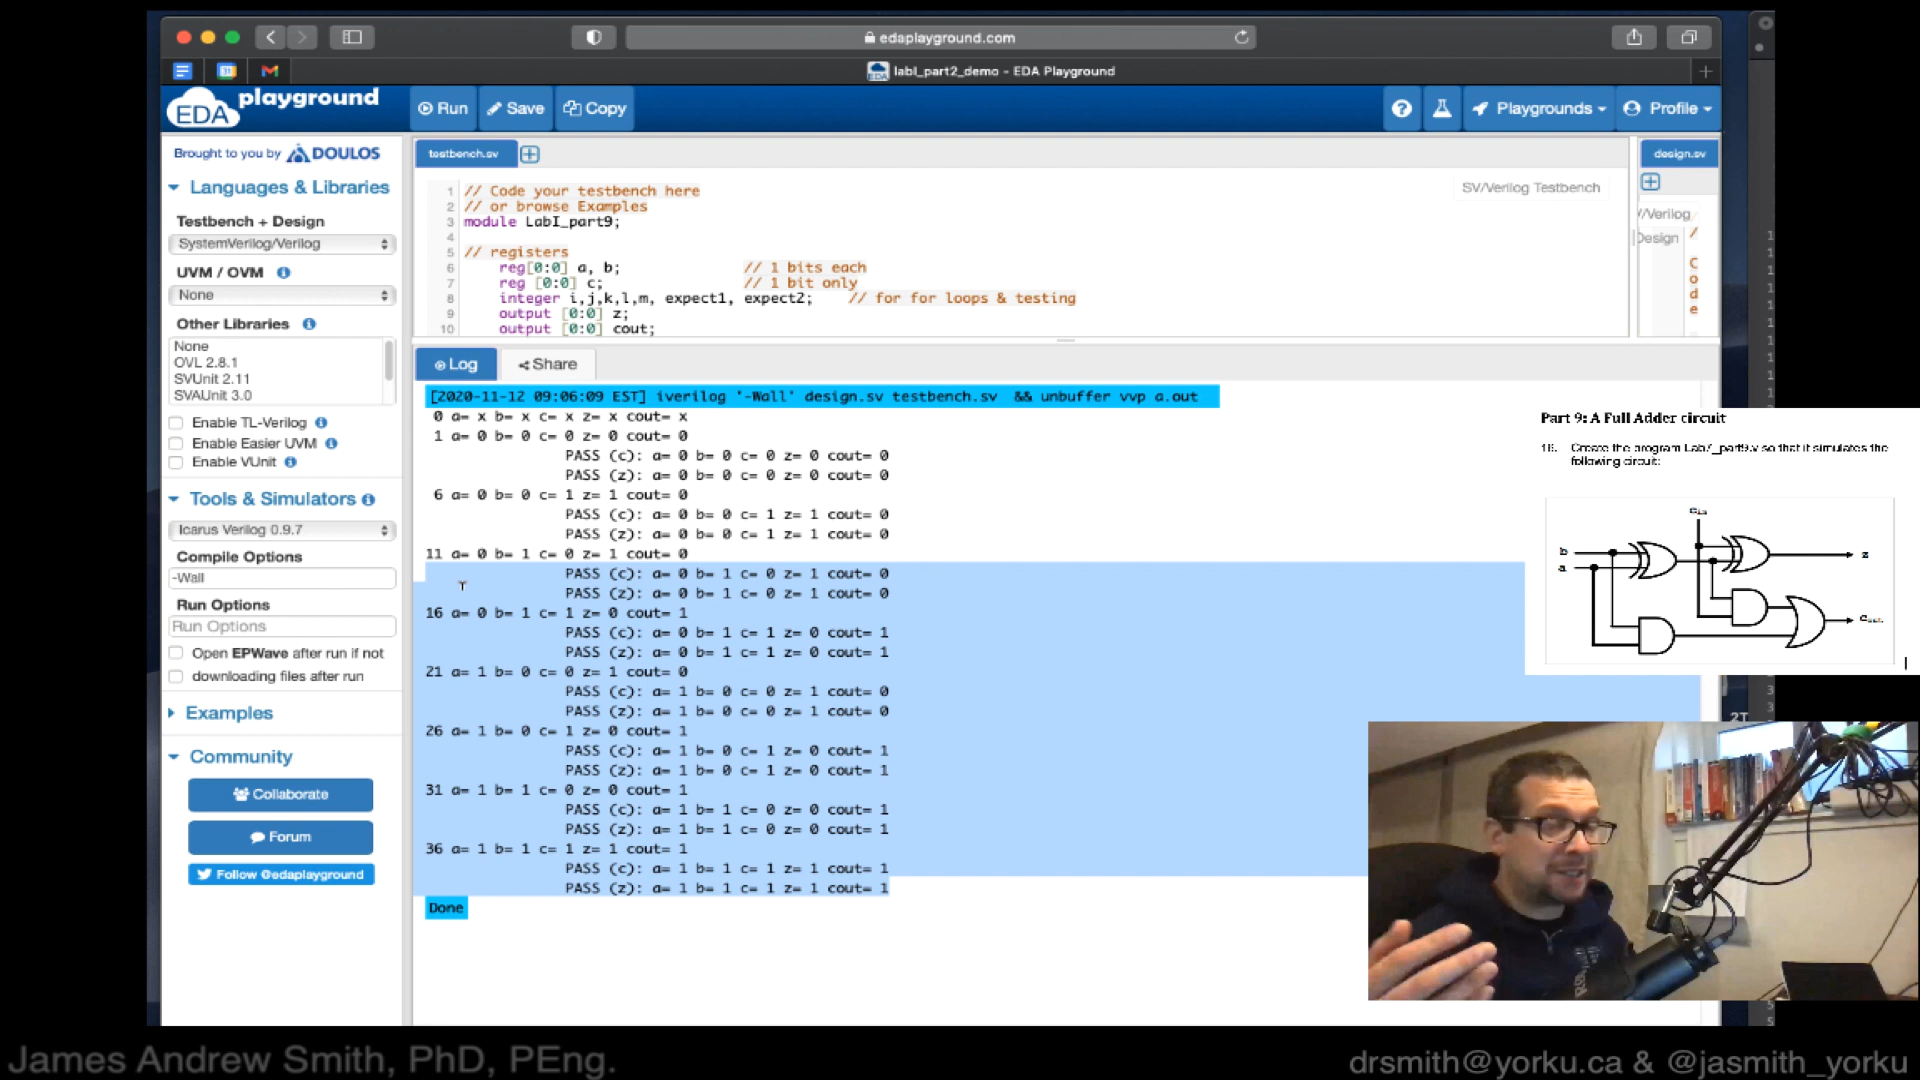 edaplayground.com
labI_part2_demo - EDA Playground
EDA playground
Run
Save
Copy
Playgrounds
Profile
Brought to you by DOULOS
Languages & Libraries
Testbench + Design
SystemVerilog/Verilog
UVM / OVM
None
Other Libraries
None
OVL 2.8.1
SVUnit 2.11
SVAUnit 3.0
Enable TL-Verilog
Enable Easier UVM
Enable VUnit
Tools & Simulators
Icarus Verilog 0.9.7
Compile Options
-Wall
Run Options
Run Options
Open EPWave after run if not
downloading files after run
Examples
Community
Collaborate
Forum
Follow @edaplayground
testbench.sv
SV/Verilog Testbench
1 // Code your testbench here
2 // or browse Examples
3 module LabI_part9;
4
5 // registers
6 reg[0:0] a, b; // 1 bits each
7 reg [0:0] c; // 1 bit only
8 integer i,j,k,l,m, expect1, expect2; // for for loops & testing
9 output [0:0] z;
10 output [0:0] cout;
design.sv
/Verilog
Design
Log
Share
[2020-11-12 09:06:09 EST] iverilog '-Wall' design.sv testbench.sv && unbuffer vvp a.out
0 a= x b= x c= x z= x cout= x
1 a= 0 b= 0 c= 0 z= 0 cout= 0
PASS (c): a= 0 b= 0 c= 0 z= 0 cout= 0
PASS (z): a= 0 b= 0 c= 0 z= 0 cout= 0
6 a= 0 b= 0 c= 1 z= 1 cout= 0
PASS (c): a= 0 b= 0 c= 1 z= 1 cout= 0
PASS (z): a= 0 b= 0 c= 1 z= 1 cout= 0
11 a= 0 b= 1 c= 0 z= 1 cout= 0
PASS (c): a= 0 b= 1 c= 0 z= 1 cout= 0
PASS (z): a= 0 b= 1 c= 0 z= 1 cout= 0
16 a= 0 b= 1 c= 1 z= 0 cout= 1
PASS (c): a= 0 b= 1 c= 1 z= 0 cout= 1
PASS (z): a= 0 b= 1 c= 1 z= 0 cout= 1
21 a= 1 b= 0 c= 0 z= 1 cout= 0
PASS (c): a= 1 b= 0 c= 0 z= 1 cout= 0
PASS (z): a= 1 b= 0 c= 0 z= 1 cout= 0
26 a= 1 b= 0 c= 1 z= 0 cout= 1
PASS (c): a= 1 b= 0 c= 1 z= 0 cout= 1
PASS (z): a= 1 b= 0 c= 1 z= 0 cout= 1
31 a= 1 b= 1 c= 0 z= 0 cout= 1
PASS (c): a= 1 b= 1 c= 0 z= 0 cout= 1
PASS (z): a= 1 b= 1 c= 0 z= 0 cout= 1
36 a= 1 b= 1 c= 1 z= 1 cout= 1
PASS (c): a= 1 b= 1 c= 1 z= 1 cout= 1
PASS (z): a= 1 b= 1 c= 1 z= 1 cout= 1
Done
Part 9: A Full Adder circuit
Create the program so that it simulates the
following circuit:
b
a
z
James Andrew Smith, PhD, PEng.
drsmith@yorku.ca & @jasmith_yorku